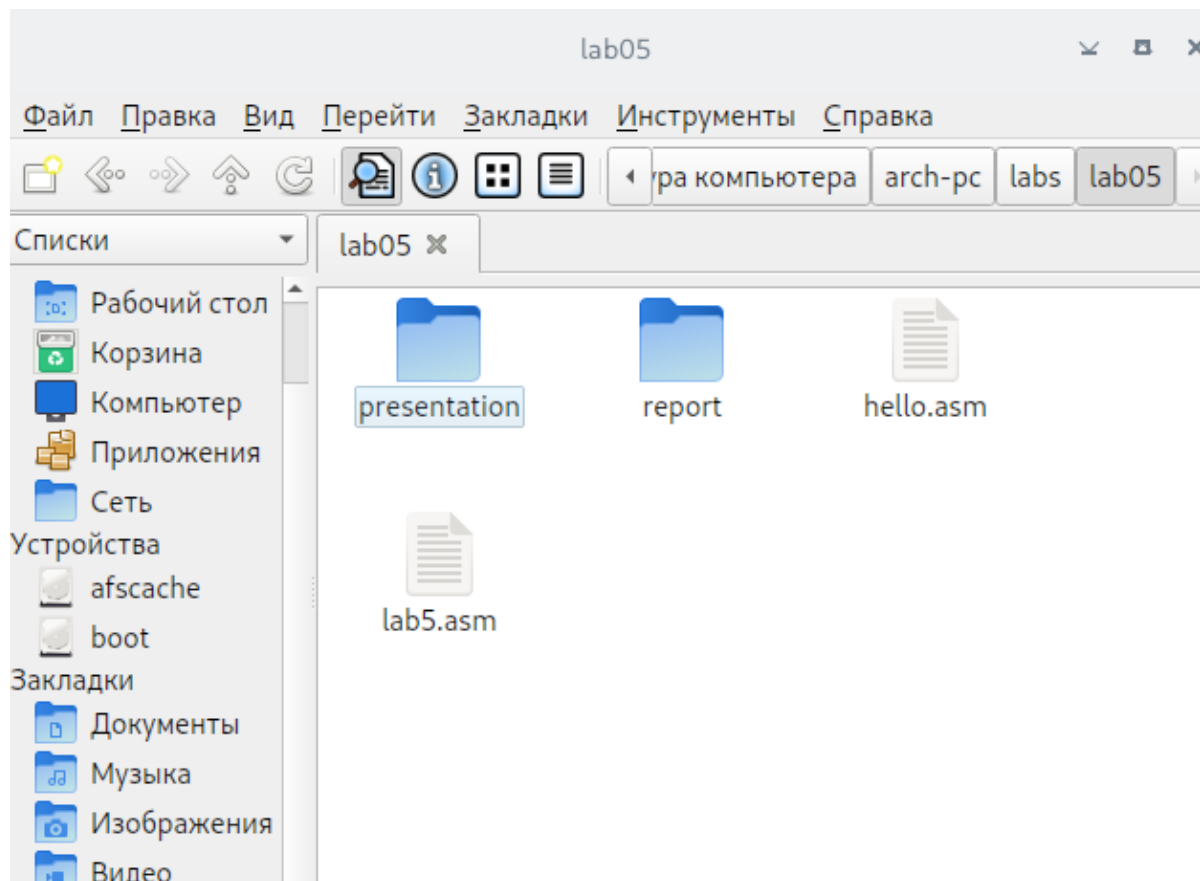 lab05
Файл Правка Вид Перейти Закладки Инструменты Справка
ура компьютера arch-pc labs lab05
Списки
lab05
Рабочий стол
Корзина
Компьютер
Приложения
Сеть
Устройства
afscache
boot
Закладки
Документы
Музыка
Изображения
Видео
presentation report hello.asm
lab5.asm